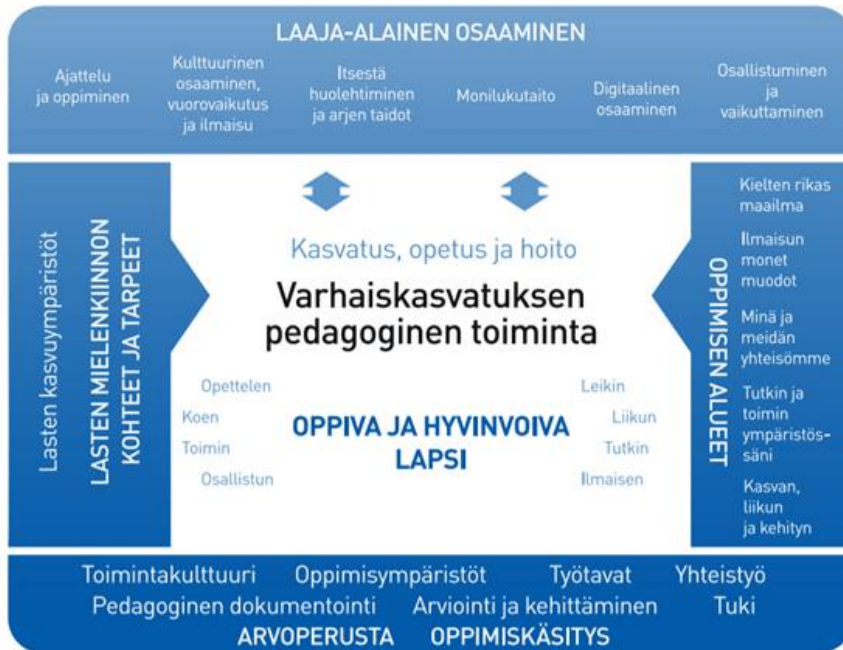 LAAJA-ALAINEN OSAAMINEN
Ajattelu
ja oppiminen
Kulttuurinen
osaaminen,
vuorovaikutus
ja ilmaisu
Itsestä
huolehtiminen
ja arjen taidot
Monilukutaito
Digitaalinen
osaaminen
Osallistuminen
ja
vaikuttaminen
Lasten kasvuympäristöt
LASTEN MIELENKIINNON
KOHTEET JA TARPEET
Kasvatus, opetus ja hoito
Varhaiskasvatuksen
pedagoginen toiminta
Opettelen
Koen
Toimin
Osallistun
OPPIVA JA HYVINVOIVA
LAPSI
Leikin
Liikun
Tutkin
Ilmaisen
OPPIMISEN ALUEET
Kielten rikas
maailma
Ilmaisun
monet
muodot
Minä ja
meidän
yhteisömme
Tutkin ja
toimin
ympäristös-
säni
Kasvan,
liikun
ja kehityn
Toimintakulttuuri Oppimisympäristöt Työtavat Yhteistyö
Pedagoginen dokumentointi Arviointi ja kehittäminen Tuki
ARVOPERUSTA OPPIMISKÄSITYS